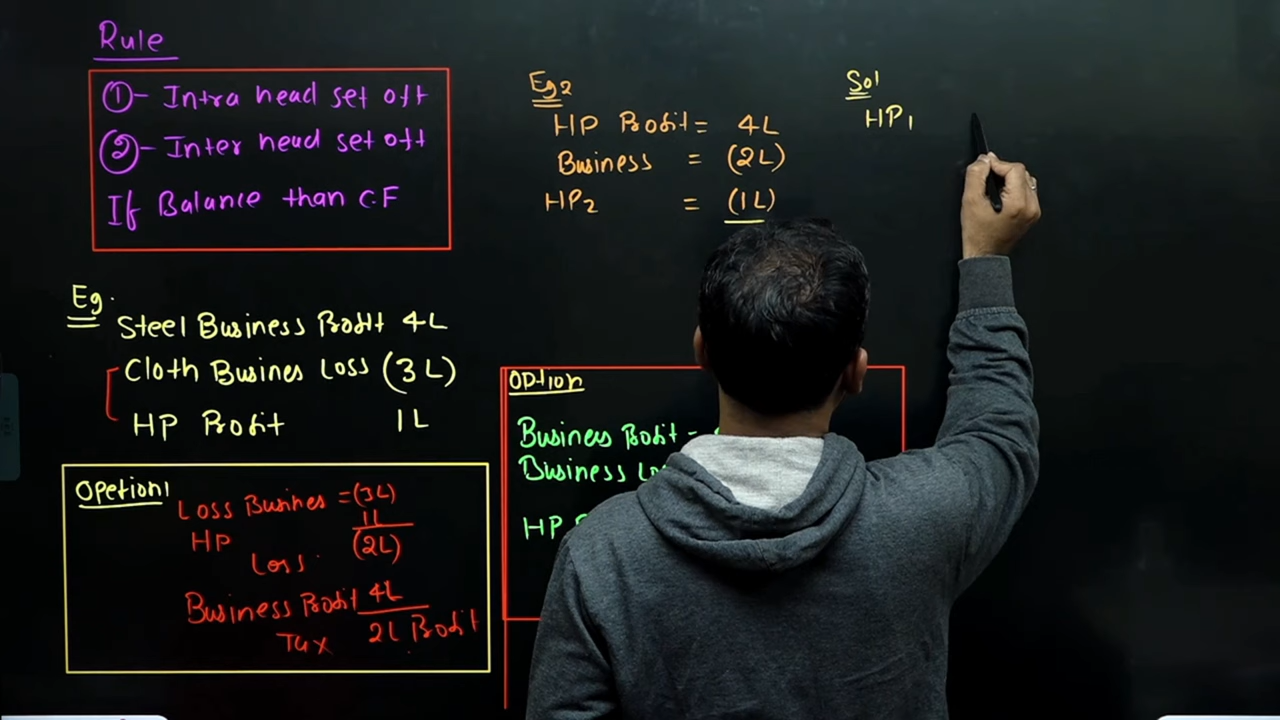 Rule
① - Intra head set off
② - Inter head set off
If Balance than C.F
Eg.
Steel Business Profit 4L
Cloth Busines Loss (3L)
HP Profit 1L
Opetion1
Loss Busines = (3L)
HP 1L
Loss (2L)
Business Profit 4L
Tax 2L Profit
Eg2
HP Profit = 4L
Business = (2L)
HP2 = (1L)
Sol
HP1
Option
Business Profit -
Business
HP